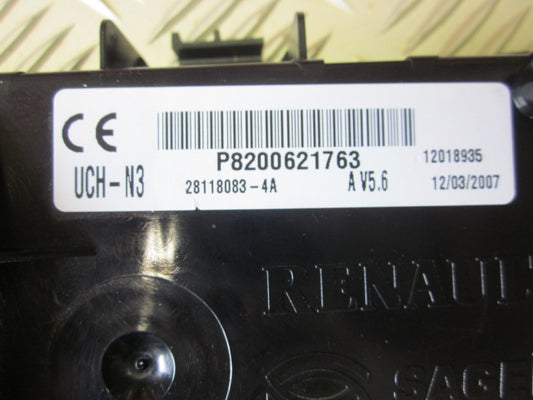 CE
P8200621763
12018935
UCH-N3
28118083-4A
A V5.6
12/03/2007
RENAUL
SAGE